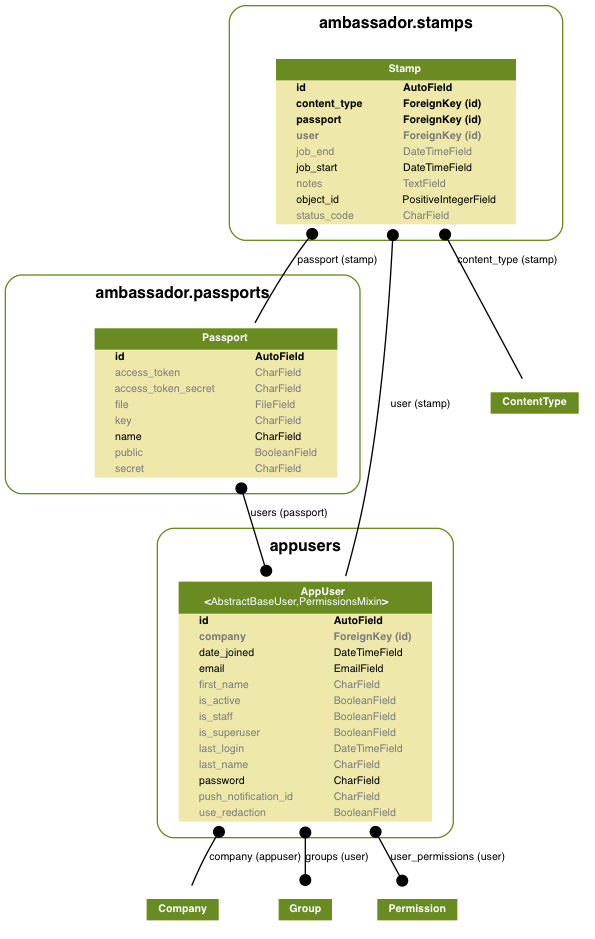 ambassador.stamps
Stamp
id AutoField
content_type ForeignKey (id)
passport ForeignKey (id)
user ForeignKey (id)
job_end DateTimeField
job_start DateTimeField
notes TextField
object_id PositiveIntegerField
status_code CharField
passport (stamp)
content_type (stamp)
ambassador.passports
Passport
id AutoField
access_token CharField
access_token_secret CharField
file FileField
key CharField
name CharField
public BooleanField
secret CharField
ContentType
user (stamp)
users (passport)
appusers
AppUser
<AbstractBaseUser,PermissionsMixin>
id AutoField
company ForeignKey (id)
date_joined DateTimeField
email EmailField
first_name CharField
is_active BooleanField
is_staff BooleanField
is_superuser BooleanField
last_login DateTimeField
last_name CharField
password CharField
push_notification_id CharField
use_redaction BooleanField
company (appuser) groups (user) user_permissions (user)
Company Group Permission